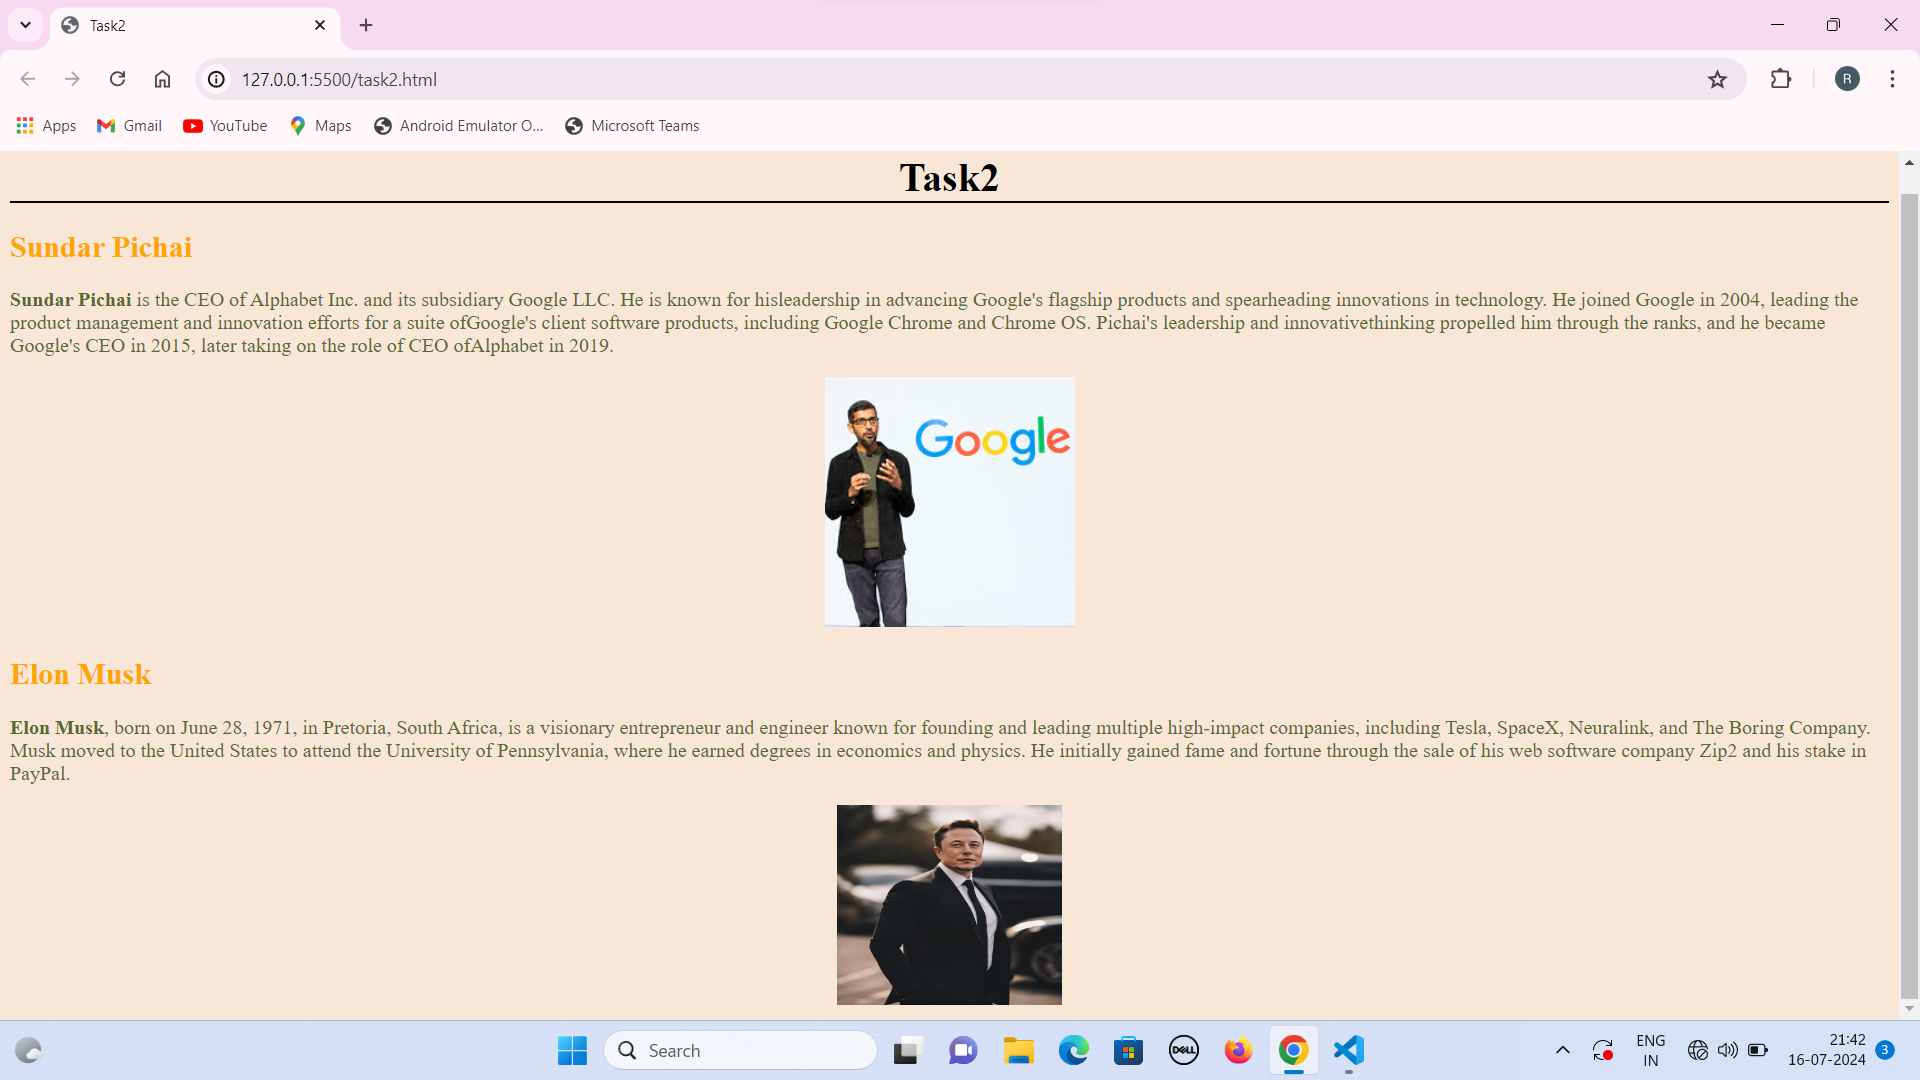 Task2
127.0.0.1:5500/task2.html
R
Apps
Gmail
YouTube
Maps
Android Emulator O...
Microsoft Teams
Task2
Sundar Pichai
Sundar Pichai is the CEO of Alphabet Inc. and its subsidiary Google LLC. He is known for hisleadership in advancing Google's flagship products and spearheading innovations in technology. He joined Google in 2004, leading the
product management and innovation efforts for a suite ofGoogle's client software products, including Google Chrome and Chrome OS. Pichai's leadership and innovativethinking propelled him through the ranks, and he became
Google's CEO in 2015, later taking on the role of CEO ofAlphabet in 2019.
Google
Elon Musk
Elon Musk, born on June 28, 1971, in Pretoria, South Africa, is a visionary entrepreneur and engineer known for founding and leading multiple high-impact companies, including Tesla, SpaceX, Neuralink, and The Boring Company.
Musk moved to the United States to attend the University of Pennsylvania, where he earned degrees in economics and physics. He initially gained fame and fortune through the sale of his web software company Zip2 and his stake in
PayPal.
Search
DELL
ENG
IN
21:42
16-07-2024
3